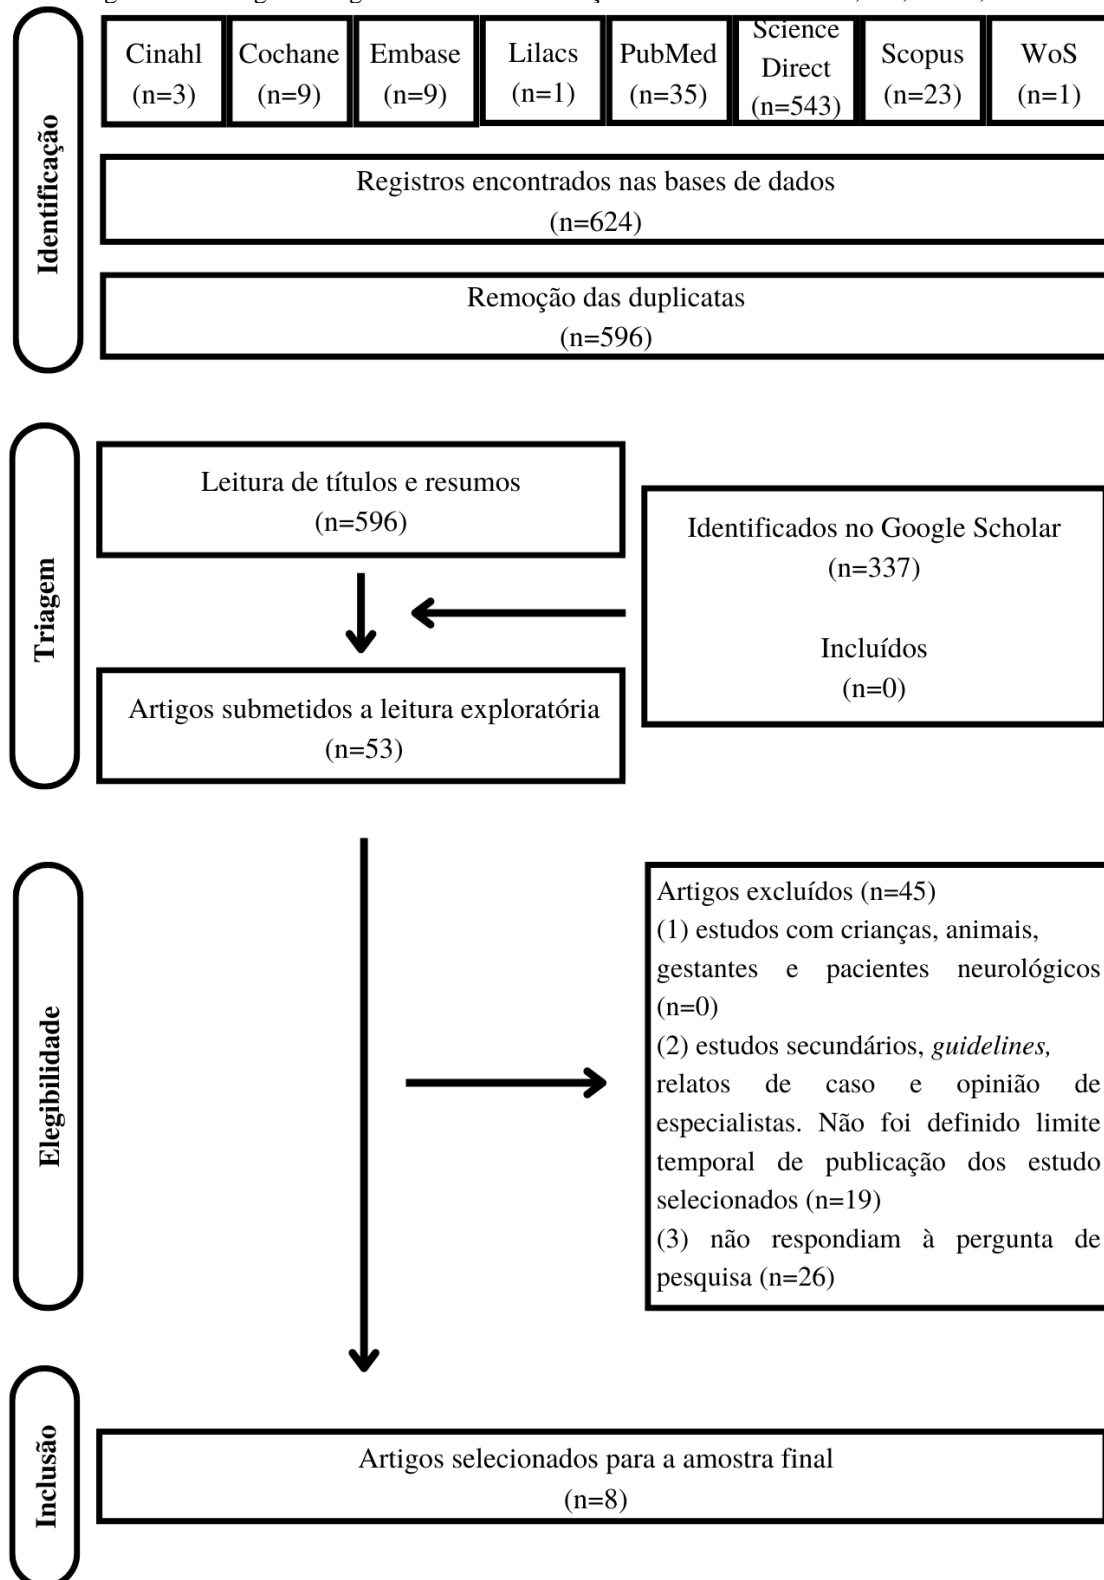 Identificação
Cinahl
(n=3)
Cochane
(n=9)
Embase
(n=9)
Lilacs
(n=1)
PubMed
(n=35)
Science
Direct
(n=543)
Scopus
(n=23)
WoS
(n=1)
Registros encontrados nas bases de dados
(n=624)
Remoção das duplicatas
(n=596)
Triagem
Leitura de títulos e resumos
(n=596)
Identificados no Google Scholar
(n=337)
Incluídos
(n=0)
Artigos submetidos a leitura exploratória
(n=53)
Elegibilidade
Artigos excluídos (n=45)
(1) estudos com crianças, animais,
gestantes e pacientes neurológicos
(n=0)
(2) estudos secundários, guidelines,
relatos de caso e opinião de
especialistas. Não foi definido limite
temporal de publicação dos estudo
selecionados (n=19)
(3) não respondiam à pergunta de
pesquisa (n=26)
Inclusão
Artigos selecionados para a amostra final
(n=8)